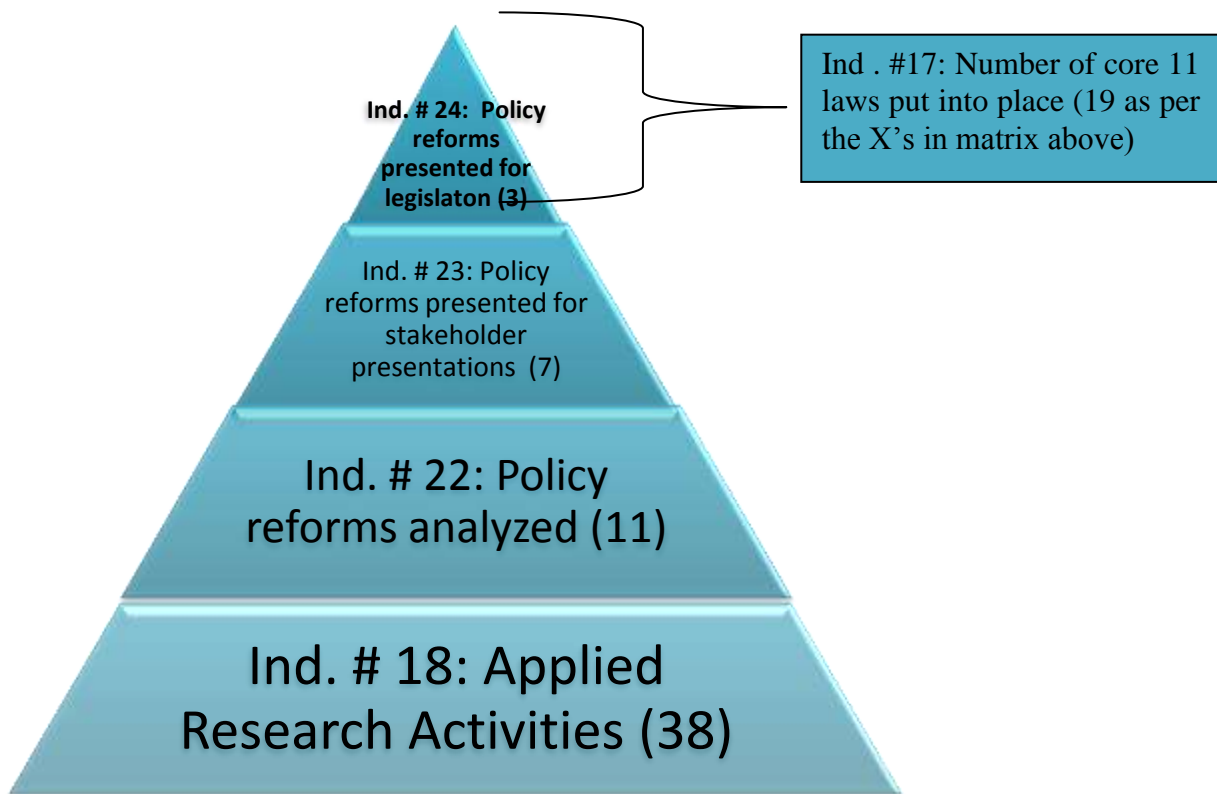 Ind. # 24: Policy
reforms
presented for
legislaton (3)
Ind . #17: Number of core 11
laws put into place (19 as per
the X’s in matrix above)
Ind. # 23: Policy
reforms presented for
stakeholder
presentations (7)
Ind. # 22: Policy
reforms analyzed (11)
Ind. # 18: Applied
Research Activities (38)